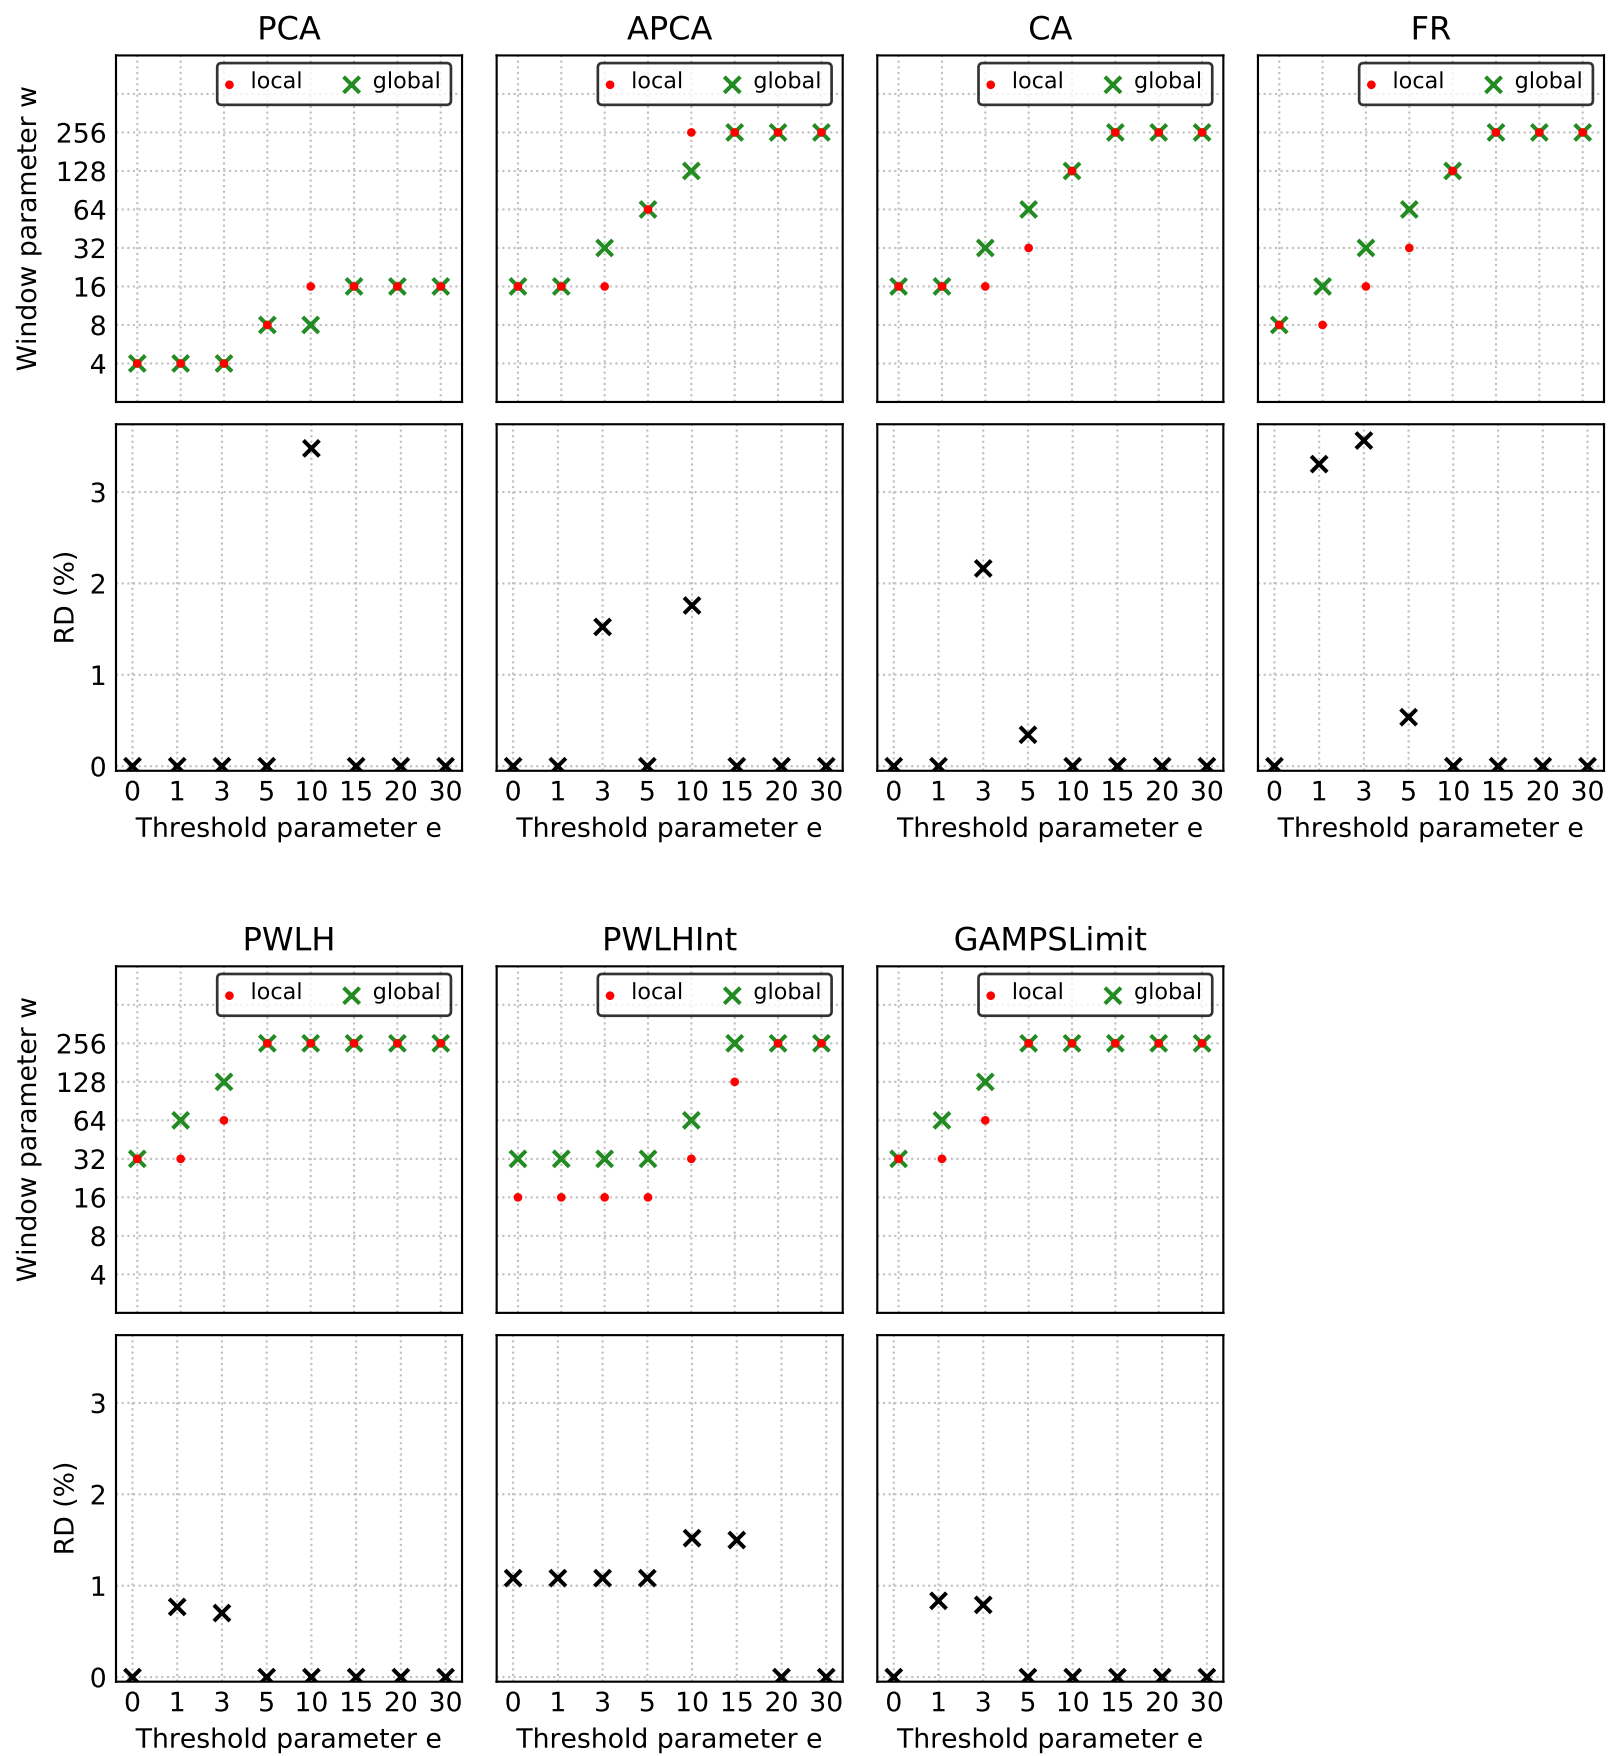 PCA APCA CA FR
local global local global local global local global
Window parameter w
256
128
64
32
16
8
4
RD (%)
3
2
1
0
0 1 3 5 10 15 20 30 0 1 3 5 10 15 20 30 0 1 3 5 10 15 20 30 0 1 3 5 10 15 20 30
Threshold parameter e Threshold parameter e Threshold parameter e Threshold parameter e
PWLH PWLHInt GAMPSLimit
local global local global local global
Window parameter w
256
128
64
32
16
8
4
RD (%)
3
2
1
0
0 1 3 5 10 15 20 30 0 1 3 5 10 15 20 30 0 1 3 5 10 15 20 30
Threshold parameter e Threshold parameter e Threshold parameter e